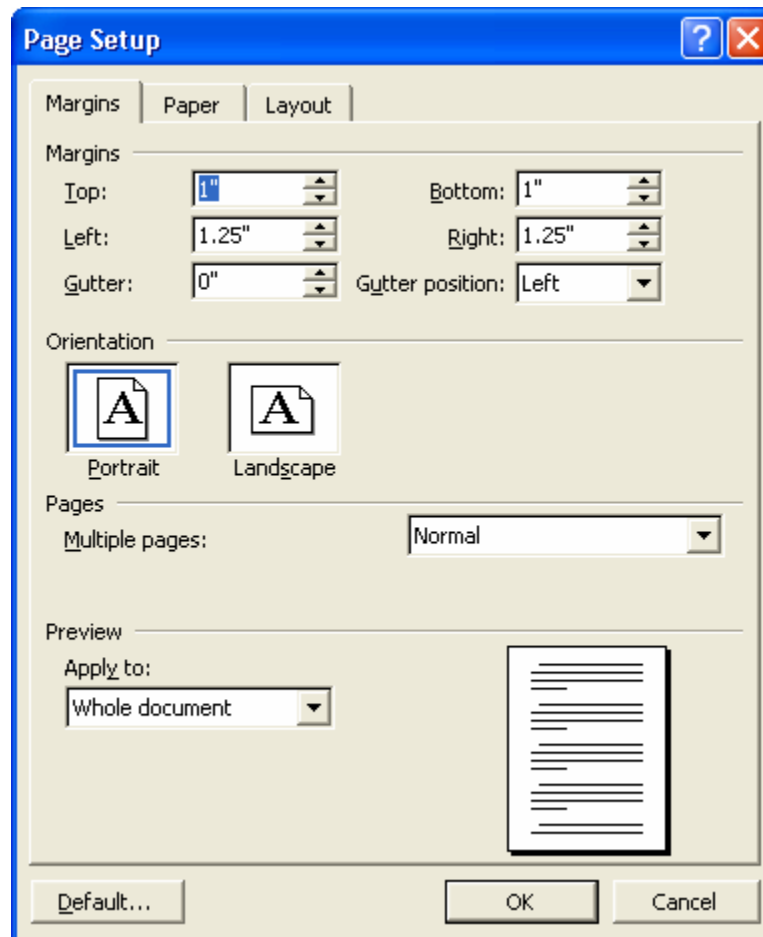 Page Setup ?
Margins Paper Layout
Margins
Top: 1" Bottom: 1"
Left: 1.25" Right: 1.25"
Gutter: 0" Gutter position: Left
Orientation
A A
Portrait Landscape
Pages
Multiple pages: Normal
Preview
Apply to:
Whole document
Default... OK Cancel